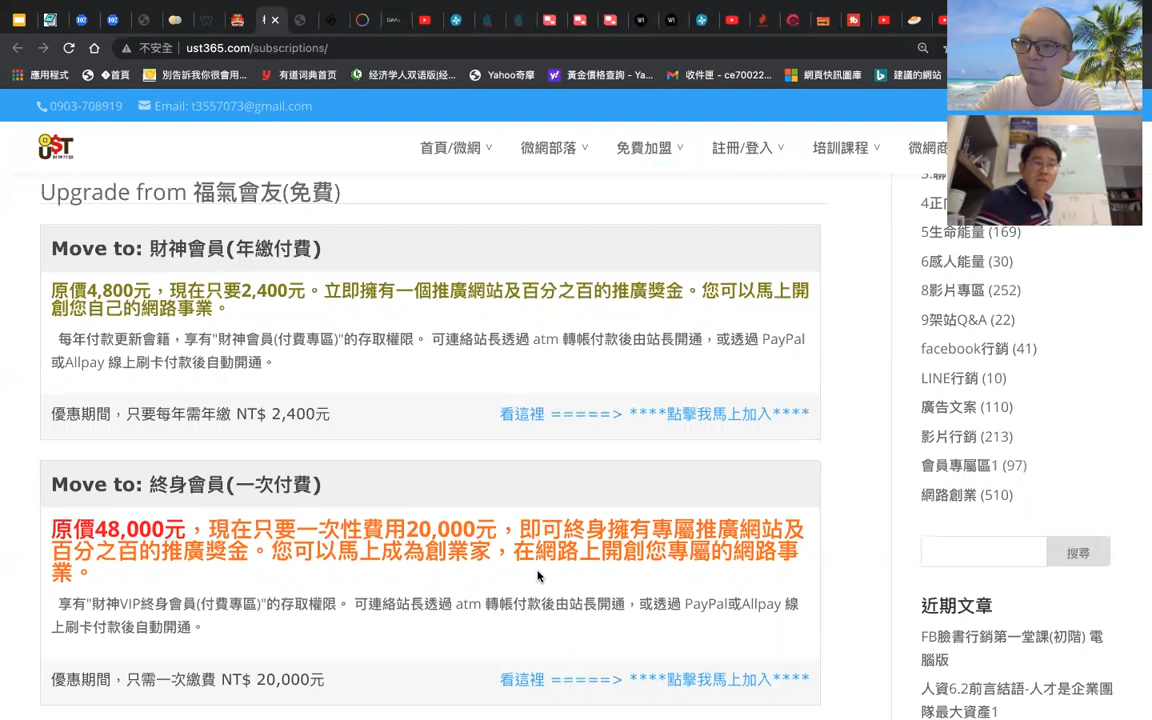 不安全 ust365.com/subscriptions/
應用程式 �首頁 別告訴我你很會用... 有道词典首页 经济学人双语版|经... Yahoo奇摩 黃金價格查詢 - Ya... 收件匣 - ce70022... 網頁快訊圖庫 建議的網站
0903-708919 Email: t3557073@gmail.com
UST
首頁/微網 微網部落 免費加盟 註冊/登入 培訓課程 微網商
Upgrade from 福氣會友(免費)
Move to: 財神會員(年繳付費)
原價4,800元，現在只要2,400元。立即擁有一個推廣網站及百分之百的推廣獎金。您可以馬上開
創您自己的網路事業。
每年付款更新會籍，享有"財神會員(付費專區)"的存取權限。 可連絡站長透過 atm 轉帳付款後由站長開通，或透過 PayPal
或Allpay 線上刷卡付款後自動開通。
優惠期間，只要每年需年繳 NT$ 2,400元 看這裡 =====> ****點擊我馬上加入****
Move to: 終身會員(一次付費)
原價48,000元，現在只要一次性費用20,000元，即可終身擁有專屬推廣網站及
百分之百的推廣獎金。您可以馬上成為創業家，在網路上開創您專屬的網路事
業。
享有"財神VIP終身會員(付費專區)"的存取權限。 可連絡站長透過 atm 轉帳付款後由站長開通，或透過 PayPal或Allpay 線
上刷卡付款後自動開通。
優惠期間，只需一次繳費 NT$ 20,000元 看這裡 =====> ****點擊我馬上加入****
5生命能量 (169)
6感人能量 (30)
8影片專區 (252)
9架站Q&A (22)
facebook行銷 (41)
LINE行銷 (10)
廣告文案 (110)
影片行銷 (213)
會員專屬區1 (97)
網路創業 (510)
搜尋
近期文章
FB臉書行銷第一堂課(初階) 電
腦版
人資6.2前言結語-人才是企業團
隊最大資產1